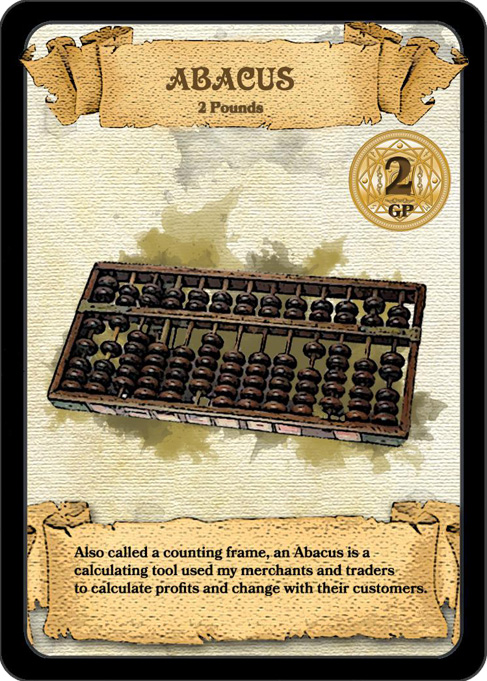 ABACUS
2 Pounds
2
GP
Also called a counting frame, an Abacus is a
calculating tool used my merchants and traders
to calculate profits and change with their customers.